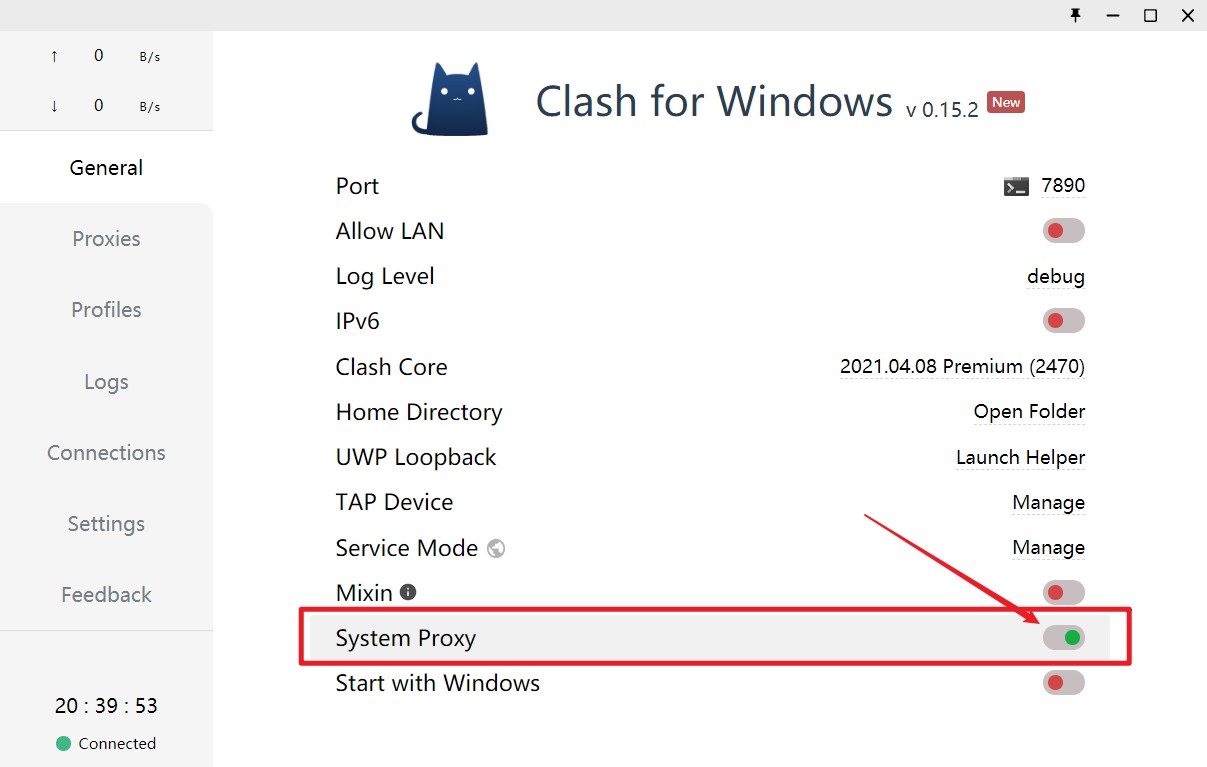 ↑ 0 B/s
↓ 0 B/s
General
Proxies
Profiles
Logs
Connections
Settings
Feedback
20 : 39 : 53
Connected
Clash for Windows v 0.15.2 New
Port 7890
Allow LAN
Log Level debug
IPv6
Clash Core 2021.04.08 Premium (2470)
Home Directory Open Folder
UWP Loopback Launch Helper
TAP Device Manage
Service Mode Manage
Mixin
System Proxy
Start with Windows